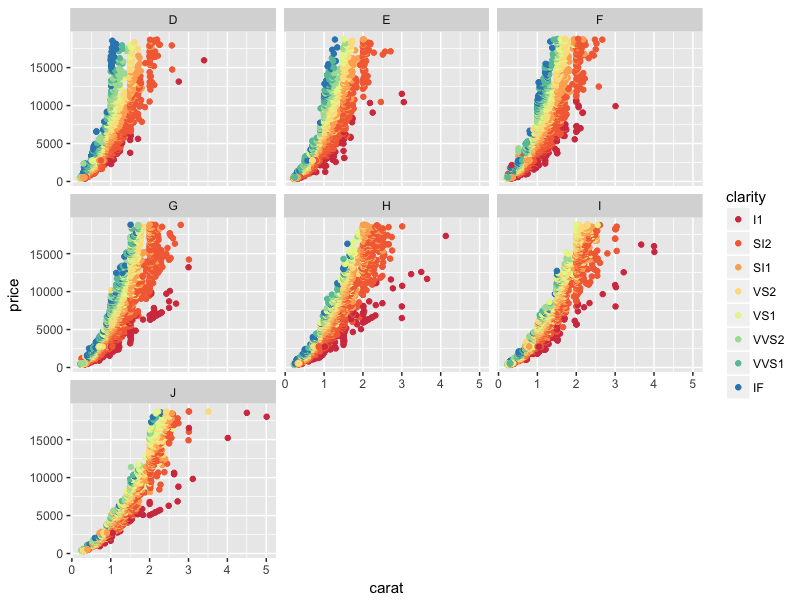 D E F
15000
10000
5000
0
G H I
15000
10000
5000
0
0 1 2 3 4 5 0 1 2 3 4 5
J
15000
10000
5000
0
0 1 2 3 4 5
carat
price
clarity
I1
SI2
SI1
VS2
VS1
VVS2
VVS1
IF